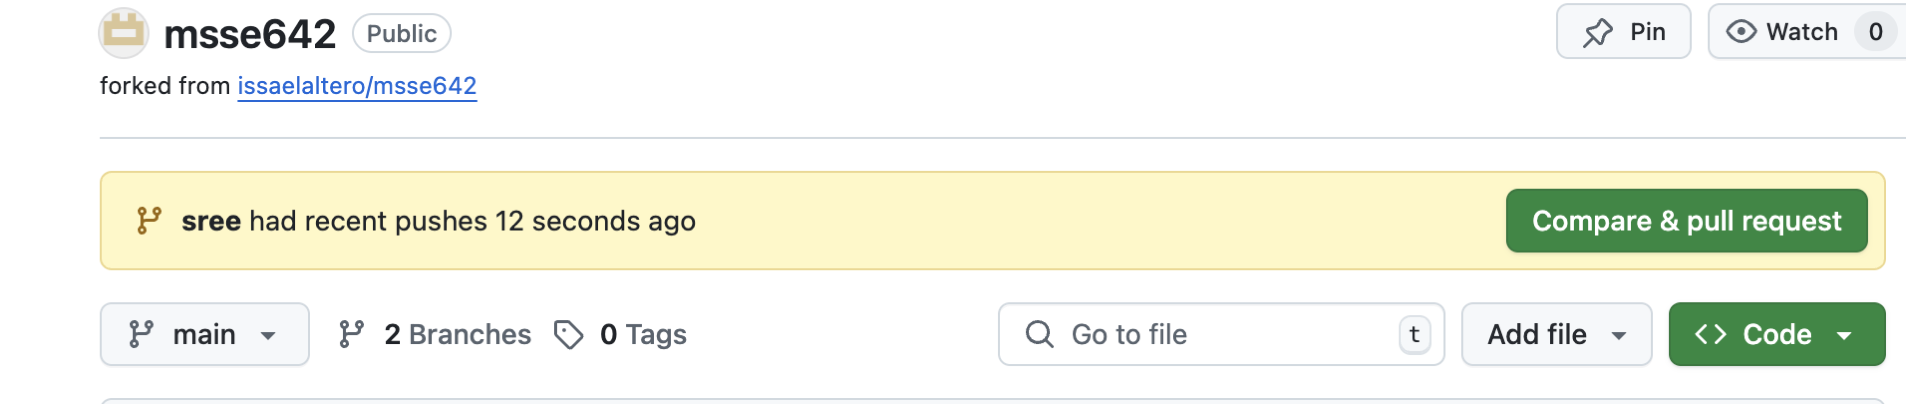 msse642 Public Pin Watch 0
forked from issaelaltero/msse642
sree had recent pushes 12 seconds ago Compare & pull request
main 2 Branches 0 Tags Go to file t Add file <> Code